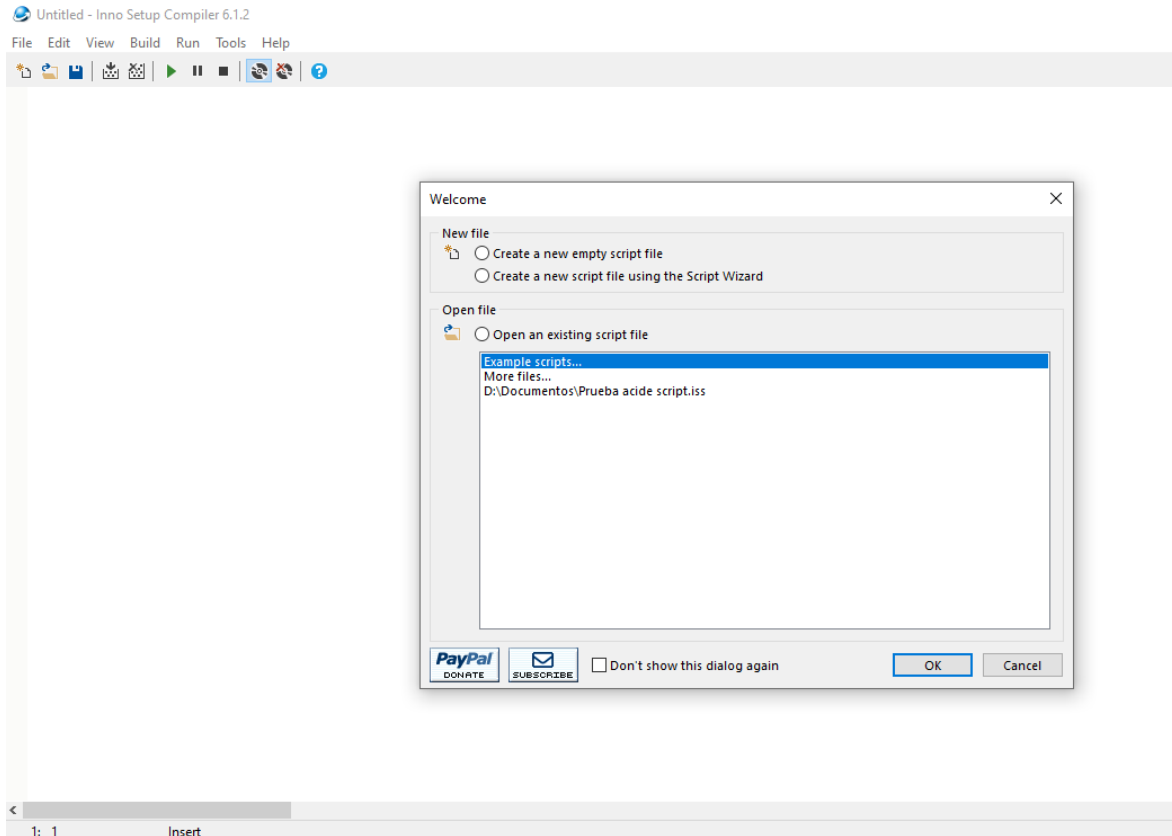 Untitled - Inno Setup Compiler 6.1.2
File Edit View Build Run Tools Help
Welcome
New file
Create a new empty script file
Create a new script file using the Script Wizard
Open file
Open an existing script file
Example scripts...
More files...
D:\Documentos\Prueba acide script.iss
PayPal
DONATE
SUBSCRIBE
Don't show this dialog again
OK
Cancel
1: 1 Insert